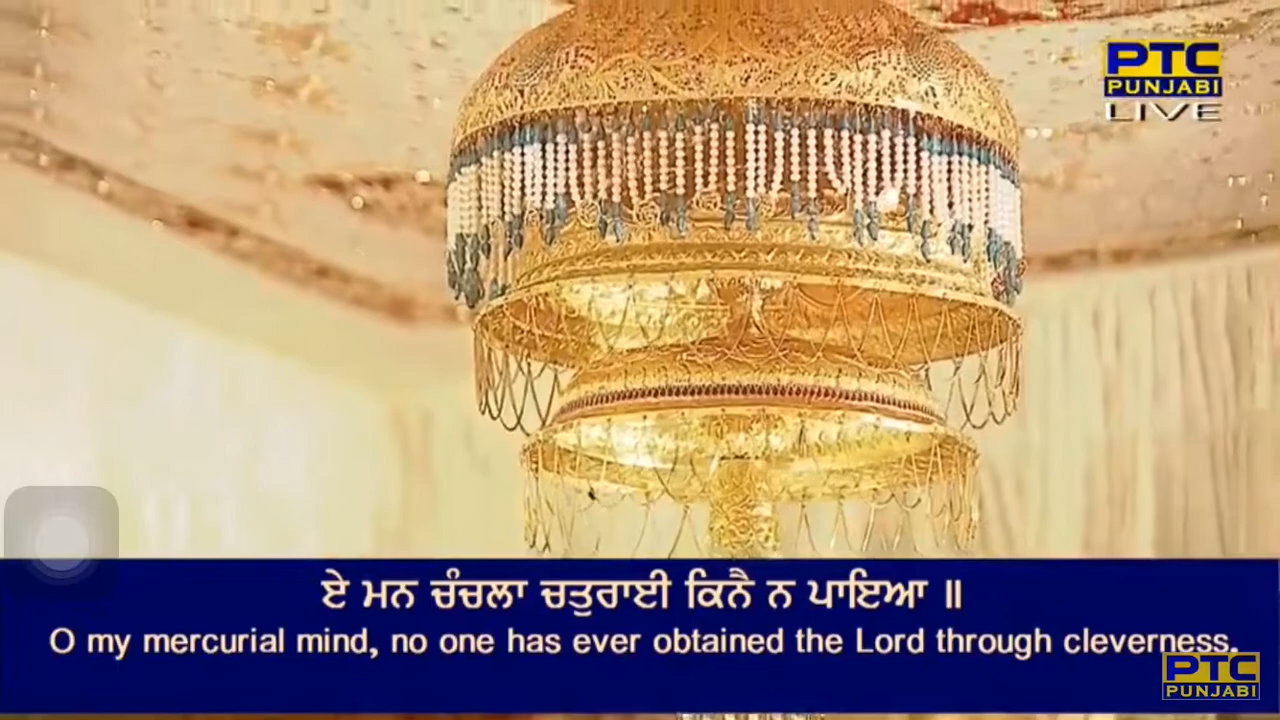 PTC
PUNJABI
LIVE
ਏ ਮਨ ਚੰਚਲਾ ਚਤੁਰਾਈ ਕਿਨੈ ਨ ਪਾਇਆ ॥
O my mercurial mind, no one has ever obtained the Lord through cleverness.
PTC
PUNJABI